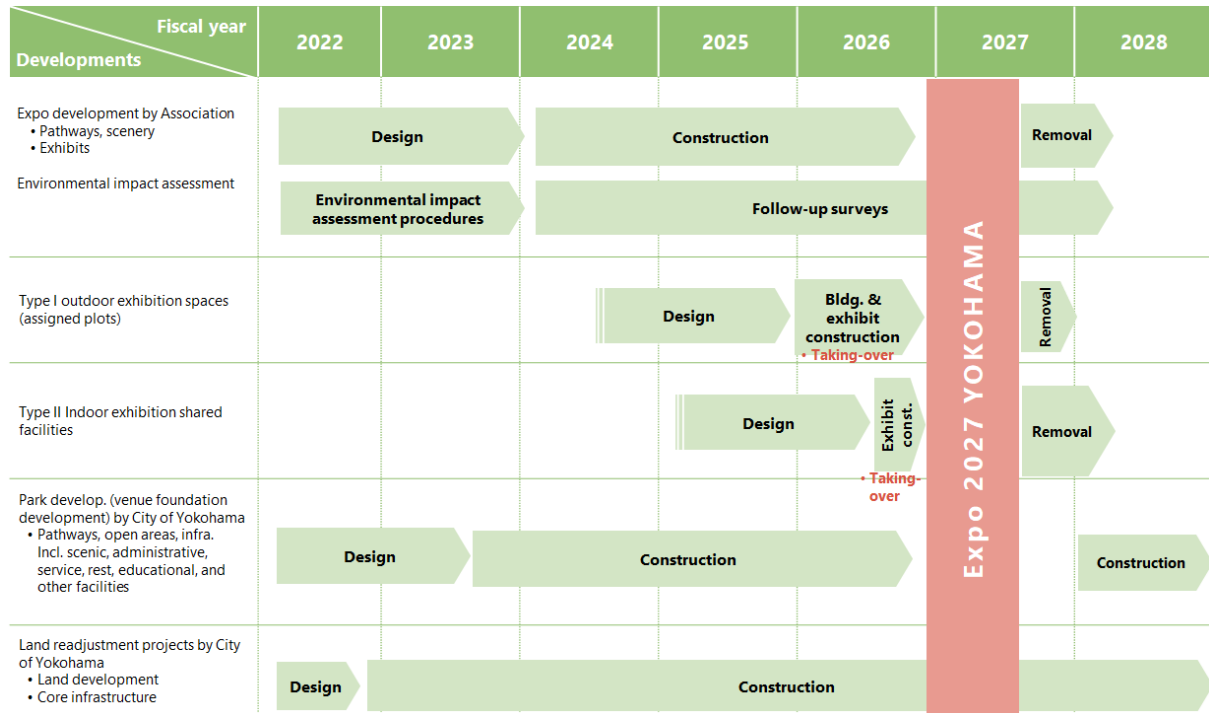 Fiscal year
Developments
2022
2023
2024
2025
2026
2027
2028
Expo development by Association
• Pathways, scenery
• Exhibits
Design
Construction
Removal
Environmental impact assessment
Environmental impact
assessment procedures
Follow-up surveys
Type I outdoor exhibition spaces
(assigned plots)
Design
Bldg. &
exhibit
construction
• Taking-over
Removal
Type II Indoor exhibition shared
facilities
Design
Exhibit
const.
• Taking-
over
Removal
Park develop. (venue foundation
development) by City of Yokohama
• Pathways, open areas, infra.
Incl. scenic, administrative,
service, rest, educational, and
other facilities
Design
Construction
Construction
Land readjustment projects by City
of Yokohama
• Land development
• Core infrastructure
Design
Construction
Expo 2027 YOKOHAMA